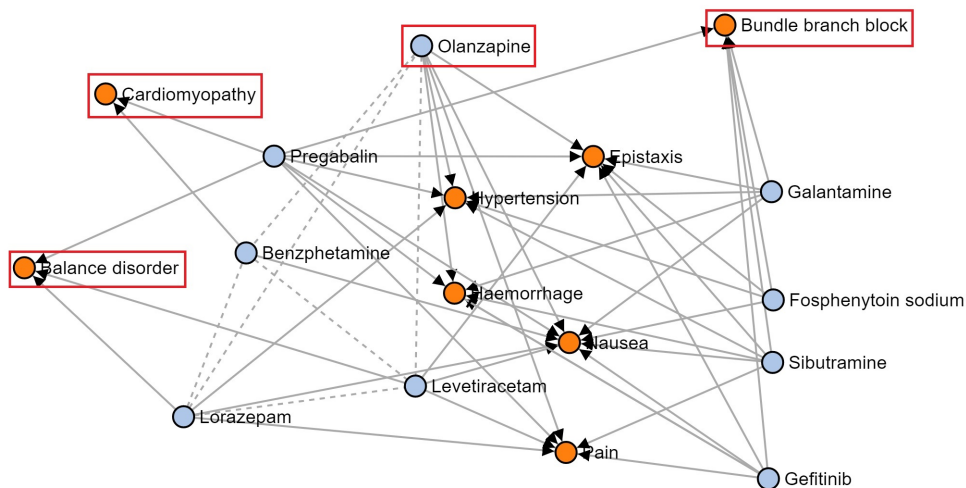 Bundle branch block
Olanzapine
Cardiomyopathy
Pregabalin
Epistaxis
Galantamine
Hypertension
Benzphetamine
Balance disorder
Haemorrhage
Fosphenytoin sodium
Nausea
Sibutramine
Levetiracetam
Lorazepam
Pain
Gefitinib